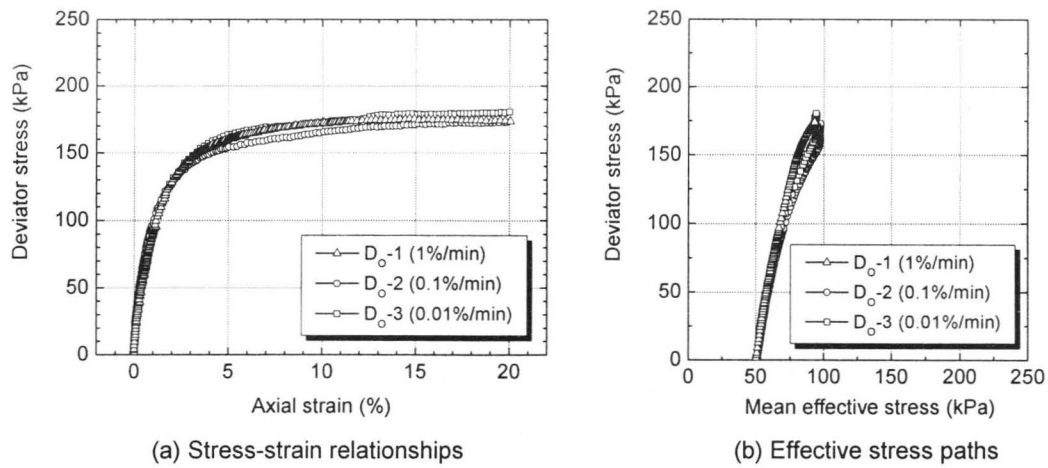 250
200
150
100
50
0
Deviator stress (kPa)
D_o-1 (1%/min)
D_o-2 (0.1%/min)
D_o-3 (0.01%/min)
0 5 10 15 20
Axial strain (%)
(a) Stress-strain relationships
250
200
150
100
50
0
Deviator stress (kPa)
D_o-1 (1%/min)
D_o-2 (0.1%/min)
D_o-3 (0.01%/min)
0 50 100 150 200 250
Mean effective stress (kPa)
(b) Effective stress paths